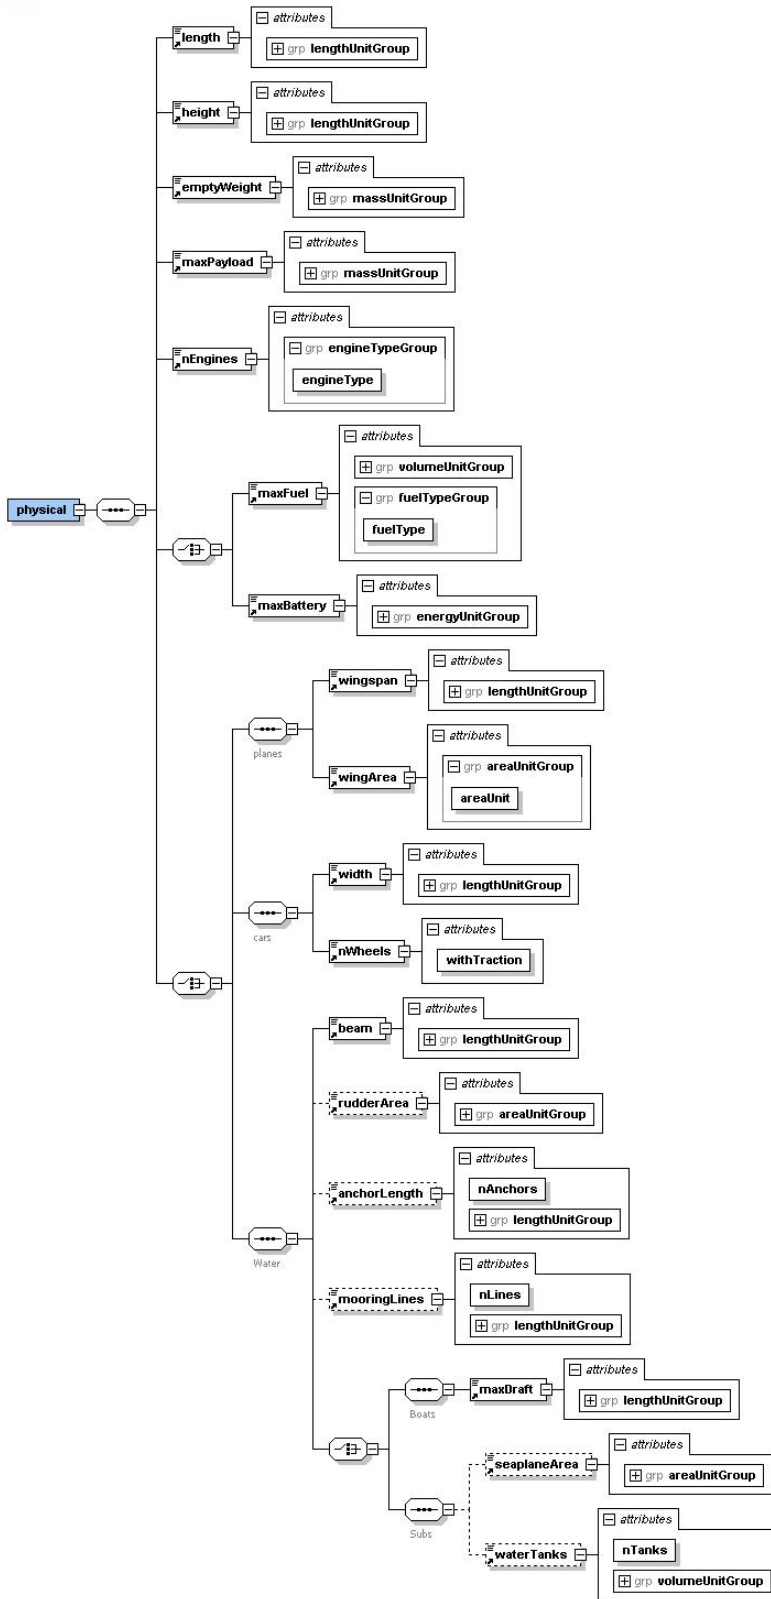 attributes
length
grp lengthUnitGroup
attributes
height
grp lengthUnitGroup
attributes
emptyWeight
grp massUnitGroup
attributes
maxPayload
grp massUnitGroup
attributes
nEngines
grp engineTypeGroup
engineType
attributes
maxFuel
grp volumeUnitGroup
grp fuelTypeGroup
fuelType
physical
attributes
maxBattery
grp energyUnitGroup
attributes
wingspan
grp lengthUnitGroup
planes
attributes
wingArea
grp areaUnitGroup
areaUnit
attributes
width
grp lengthUnitGroup
cars
attributes
nWheels
withTraction
attributes
beam
grp lengthUnitGroup
attributes
rudderArea
grp areaUnitGroup
attributes
anchorLength
nAnchors
grp lengthUnitGroup
Water
attributes
mooringLines
nLines
grp lengthUnitGroup
attributes
maxDraft
grp lengthUnitGroup
Boats
attributes
seaplaneArea
grp areaUnitGroup
Subs
attributes
waterTanks
nTanks
grp volumeUnitGroup